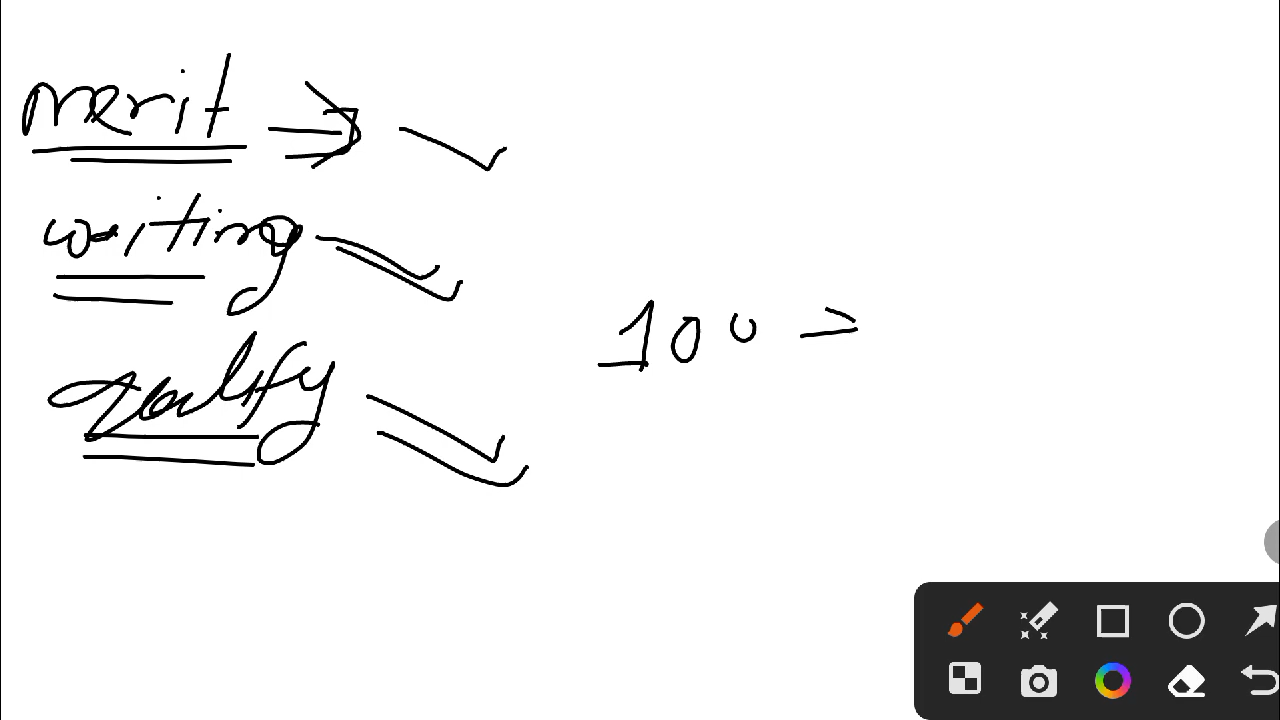 merit →
waiting
qualify
100 →